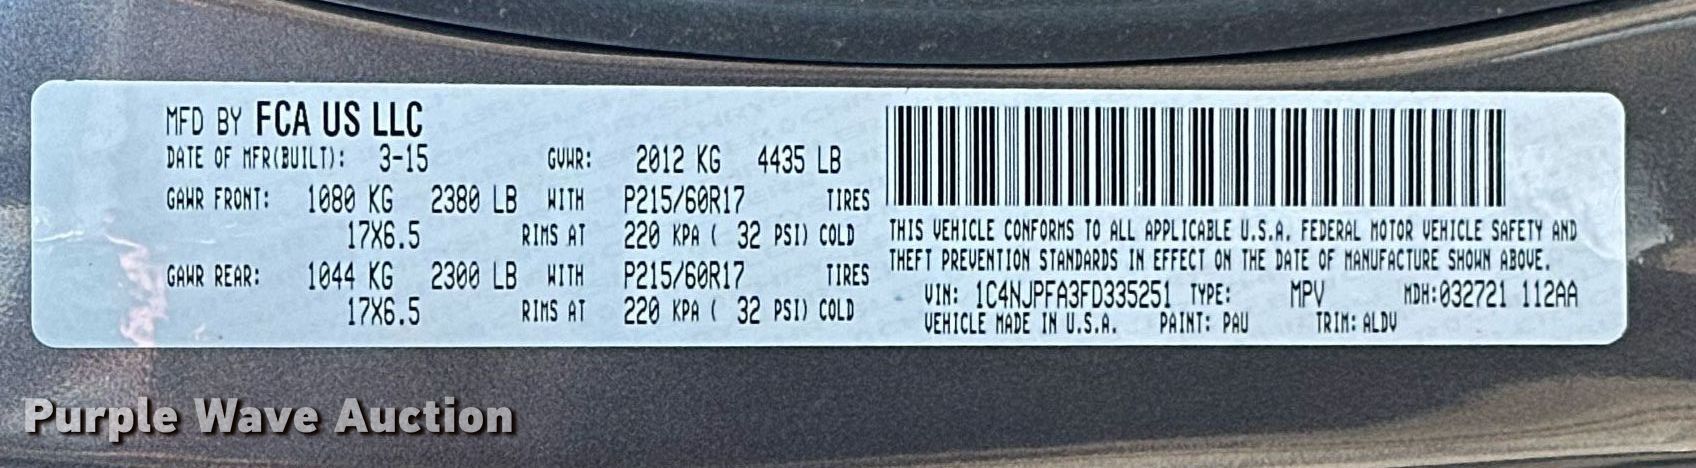 MFD BY FCA US LLC
DATE OF MFR(BUILT): 3-15 GVWR: 2012 KG 4435 LB
GAWR FRONT: 1080 KG 2380 LB WITH P215/60R17 TIRES
17X6.5 RIMS AT 220 KPA ( 32 PSI) COLD
GAWR REAR: 1044 KG 2300 LB WITH P215/60R17 TIRES
17X6.5 RIMS AT 220 KPA ( 32 PSI) COLD
THIS VEHICLE CONFORMS TO ALL APPLICABLE U.S.A. FEDERAL MOTOR VEHICLE SAFETY AND
THEFT PREVENTION STANDARDS IN EFFECT ON THE DATE OF MANUFACTURE SHOWN ABOVE.
VIN: 1C4NJPFA3FD335251 TYPE: MPV MDH:032721 112AA
VEHICLE MADE IN U.S.A. PAINT: PAU TRIM: ALDV
Purple Wave Auction